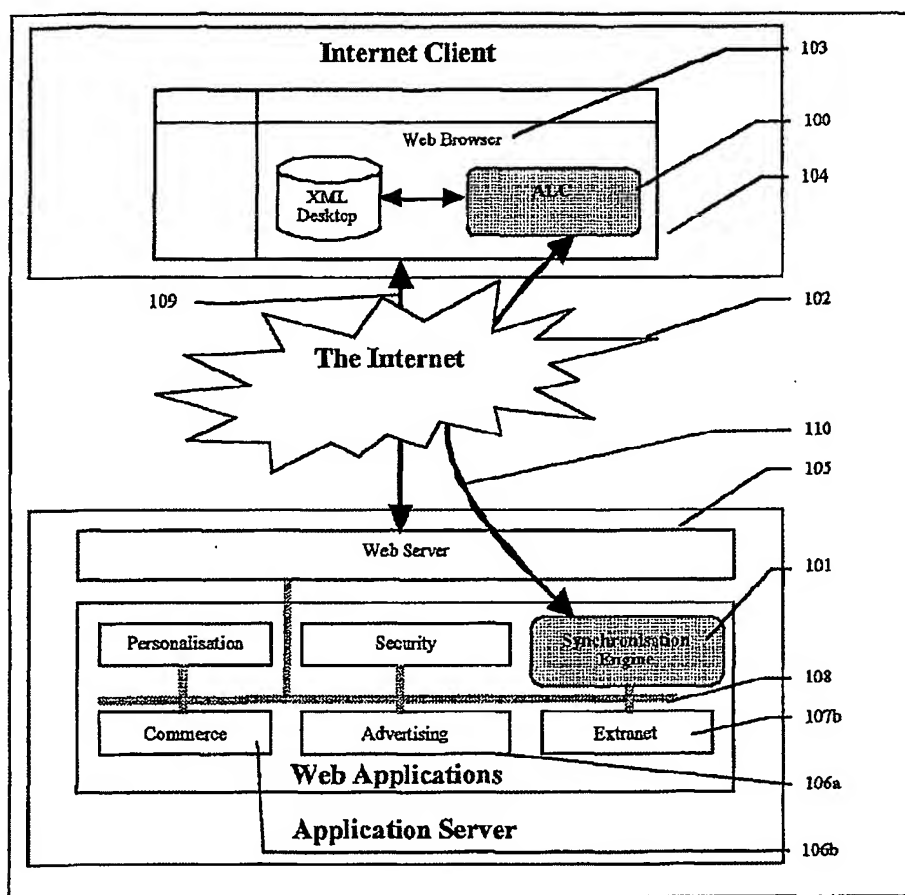 Internet Client
103
Web Browser
100
XML
Desktop
104
109
102
The Internet
110
105
Web Server
101
Personalisation
Security
Synchronisation
Engine
108
Commerce
Advertising
Extranet
107b
Web Applications
106a
Application Server
106b